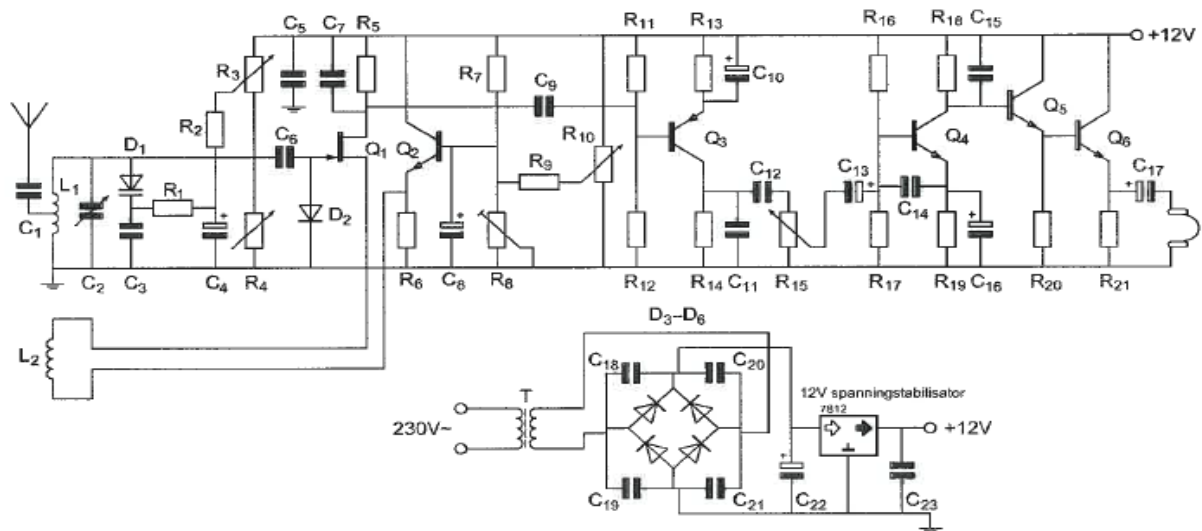 C5 C7 R5 R11 R13 R16 R18 C15
+12V
R3 R7 C9 + C10
R2 R10 Q5
D1 C6 Q1 Q2 Q3 Q4 Q6
L1 R9 C12 C13 C17
R1 D2 + + +
C1 + + C14 +
C2 C3 C4 R4 R6 C8 R8 R12 R14 C11 R15 R17 R19 C16 R20 R21
D3–D6
L2
C18 C20
T 12V spanningstabilisator
7812
230V~ +12V
+
C19 C21 C22 C23